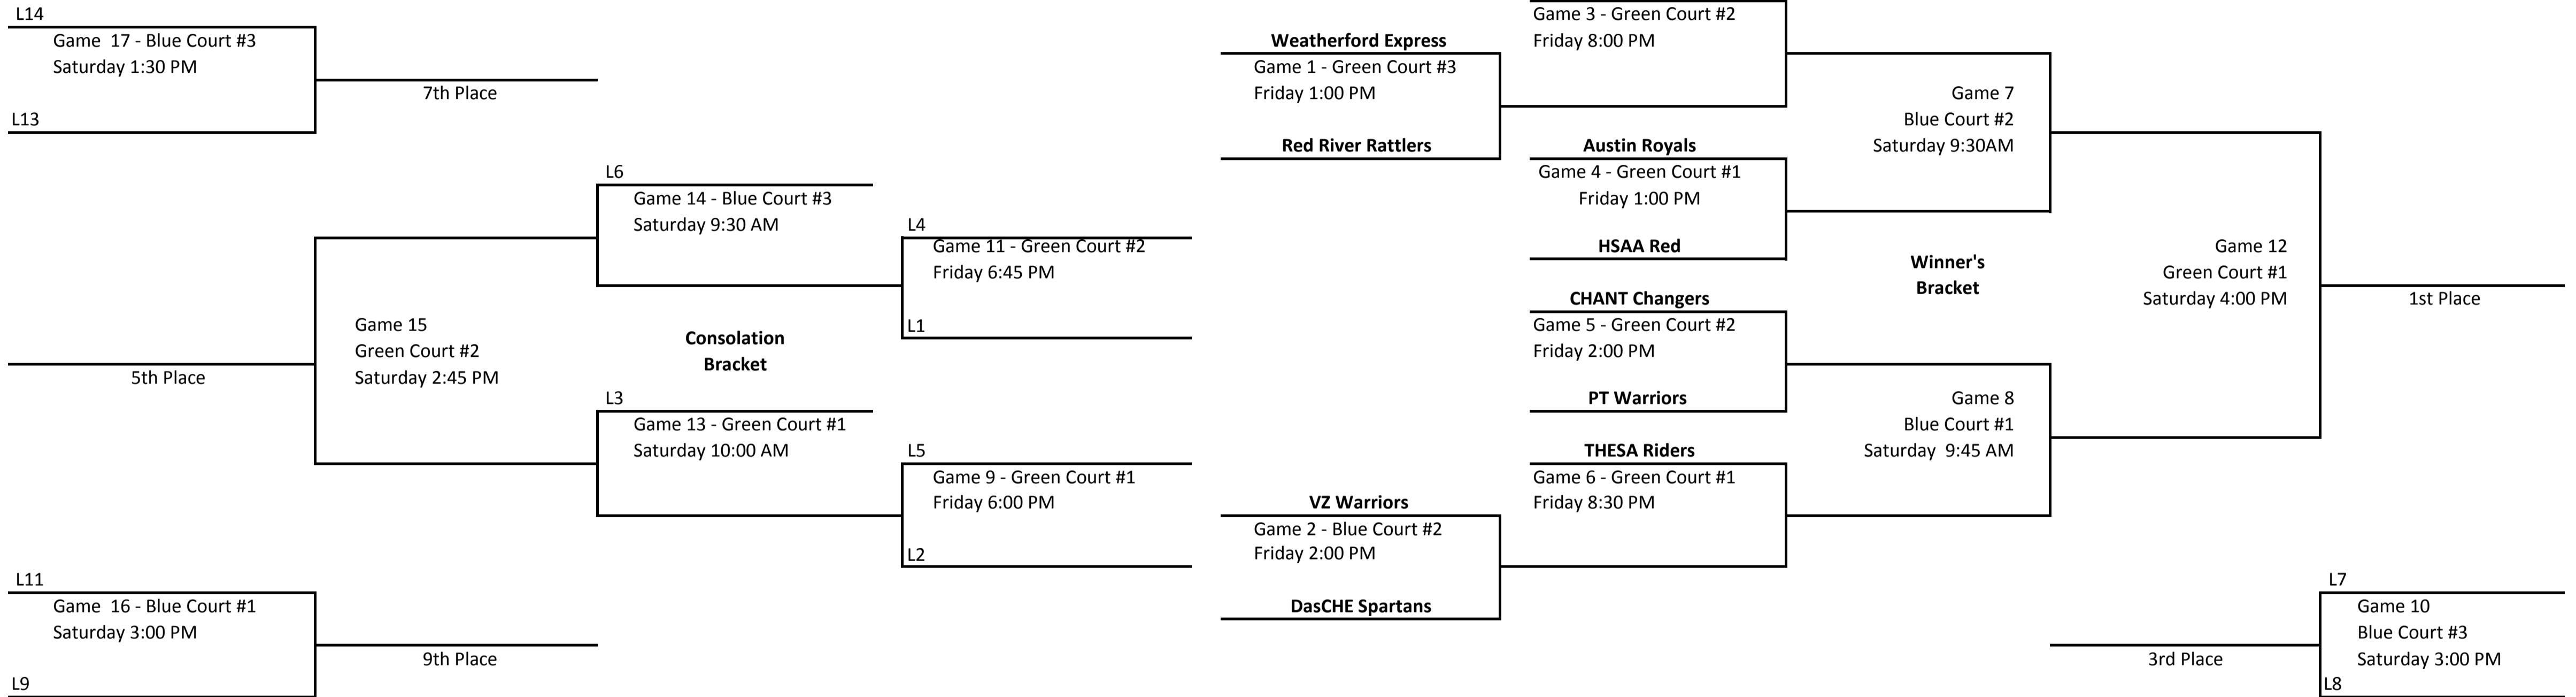 L14
Game  17 - Blue Court #3
Saturday 1:30 PM
7th Place
L13
L6
Game 14 - Blue Court #3
Saturday 9:30 AM
L4
Game 11 - Green Court #2
Friday 6:45 PM
L1
Game 15
Green Court #2
Saturday 2:45 PM
Consolation
Bracket
5th Place
L3
Game 13 - Green Court #1
Saturday 10:00 AM
L5
Game 9 - Green Court #1
Friday 6:00 PM
L2
L11
Game  16 - Blue Court #1
Saturday 3:00 PM
9th Place
L9
Game 3 - Green Court #2
Friday 8:00 PM
Weatherford Express
Game 1 - Green Court #3
Friday 1:00 PM
Red River Rattlers
Austin Royals
Game 4 - Green Court #1
Friday 1:00 PM
HSAA Red
Game 7
Blue Court #2
Saturday 9:30AM
Winner's
Bracket
CHANT Changers
Game 5 - Green Court #2
Friday 2:00 PM
PT Warriors
THESA Riders
Game 6 - Green Court #1
Friday 8:30 PM
VZ Warriors
Game 2 - Blue Court #2
Friday 2:00 PM
DasCHE Spartans
Game 8
Blue Court #1
Saturday  9:45 AM
Game 12
Green Court #1
Saturday 4:00 PM
1st Place
L7
Game 10
Blue Court #3
Saturday 3:00 PM
3rd Place
L8